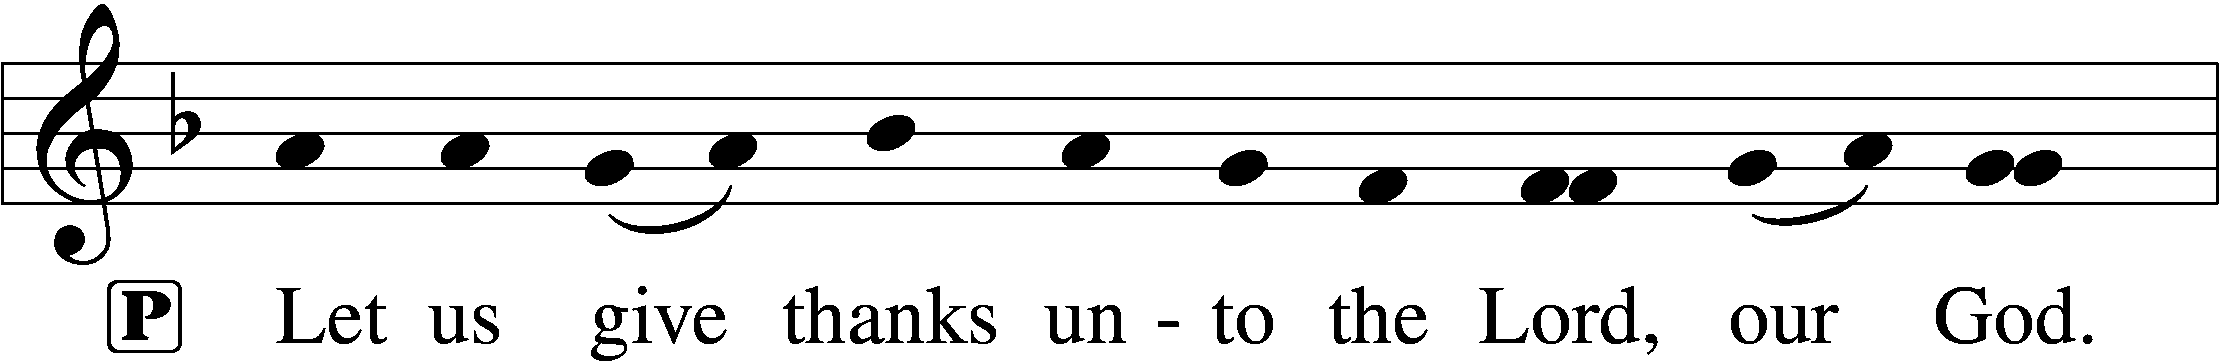 P Let us give thanks un - to the Lord, our God.